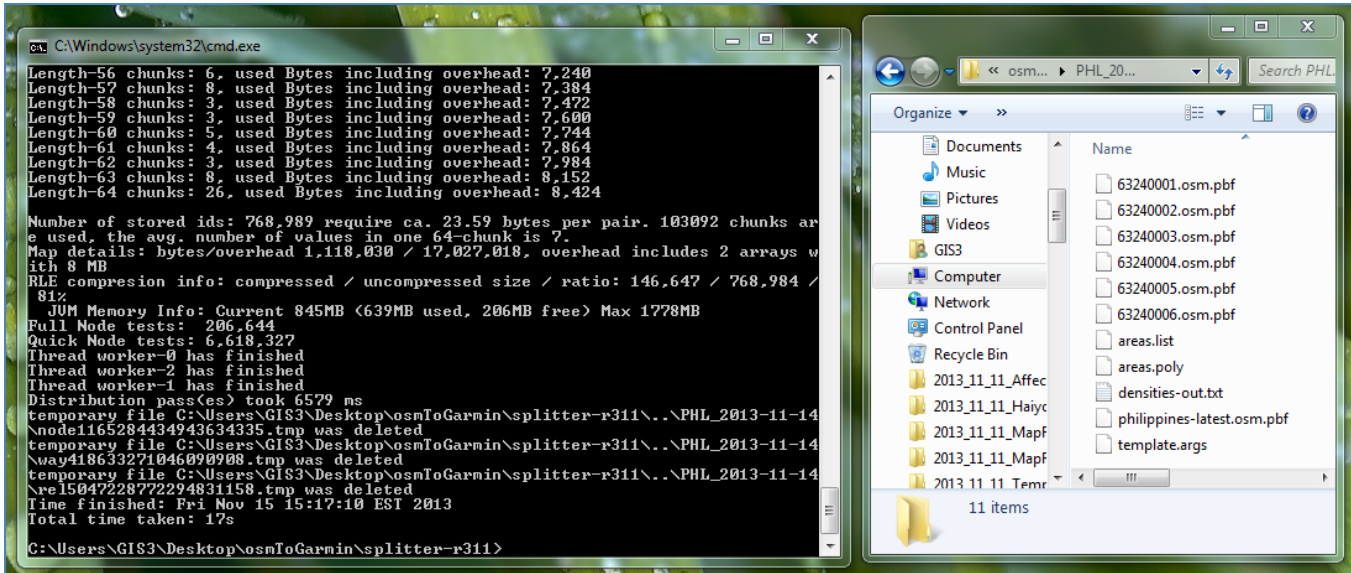 C:\Windows\system32\cmd.exe
Length-56 chunks: 6, used Bytes including overhead: 7,240
Length-57 chunks: 8, used Bytes including overhead: 7,384
Length-58 chunks: 3, used Bytes including overhead: 7,472
Length-59 chunks: 3, used Bytes including overhead: 7,600
Length-60 chunks: 5, used Bytes including overhead: 7,744
Length-61 chunks: 4, used Bytes including overhead: 7,864
Length-62 chunks: 3, used Bytes including overhead: 7,984
Length-63 chunks: 8, used Bytes including overhead: 8,152
Length-64 chunks: 26, used Bytes including overhead: 8,424
Number of stored ids: 768,989 require ca. 23.59 bytes per pair. 103092 chunks ar
e used, the avg. number of values in one 64-chunk is 7.
Map details: bytes/overhead 1,118,030 / 17,027,018, overhead includes 2 arrays w
ith 8 MB
RLE compresion info: compressed / uncompressed size / ratio: 146,647 / 768,984 /
81%
JVM Memory Info: Current 845MB (639MB used, 206MB free) Max 1778MB
Full Node tests: 206,644
Quick Node tests: 6,618,327
Thread worker-0 has finished
Thread worker-2 has finished
Thread worker-1 has finished
Distribution pass(es) took 6579 ms
temporary file C:\Users\GIS3\Desktop\osmToGarmin\splitter-r311\..\PHL_2013-11-14
\node1165284434943634335.tmp was deleted
temporary file C:\Users\GIS3\Desktop\osmToGarmin\splitter-r311\..\PHL_2013-11-14
\way418633271046090908.tmp was deleted
temporary file C:\Users\GIS3\Desktop\osmToGarmin\splitter-r311\..\PHL_2013-11-14
\rel5047228772294831158.tmp was deleted
Time finished: Fri Nov 15 15:17:10 EST 2013
Total time taken: 17s
C:\Users\GIS3\Desktop\osmToGarmin\splitter-r311>
« osm... PHL_20...
Search PHL.
Organize »
Documents
Music
Pictures
Videos
GIS3
Computer
Network
Control Panel
Recycle Bin
2013_11_11_Affec
2013_11_11_Haiyc
2013_11_11_MapF
2013_11_11_MapF
2013_11_11_Temr
Name
63240001.osm.pbf
63240002.osm.pbf
63240003.osm.pbf
63240004.osm.pbf
63240005.osm.pbf
63240006.osm.pbf
areas.list
areas.poly
densities-out.txt
philippines-latest.osm.pbf
template.args
11 items